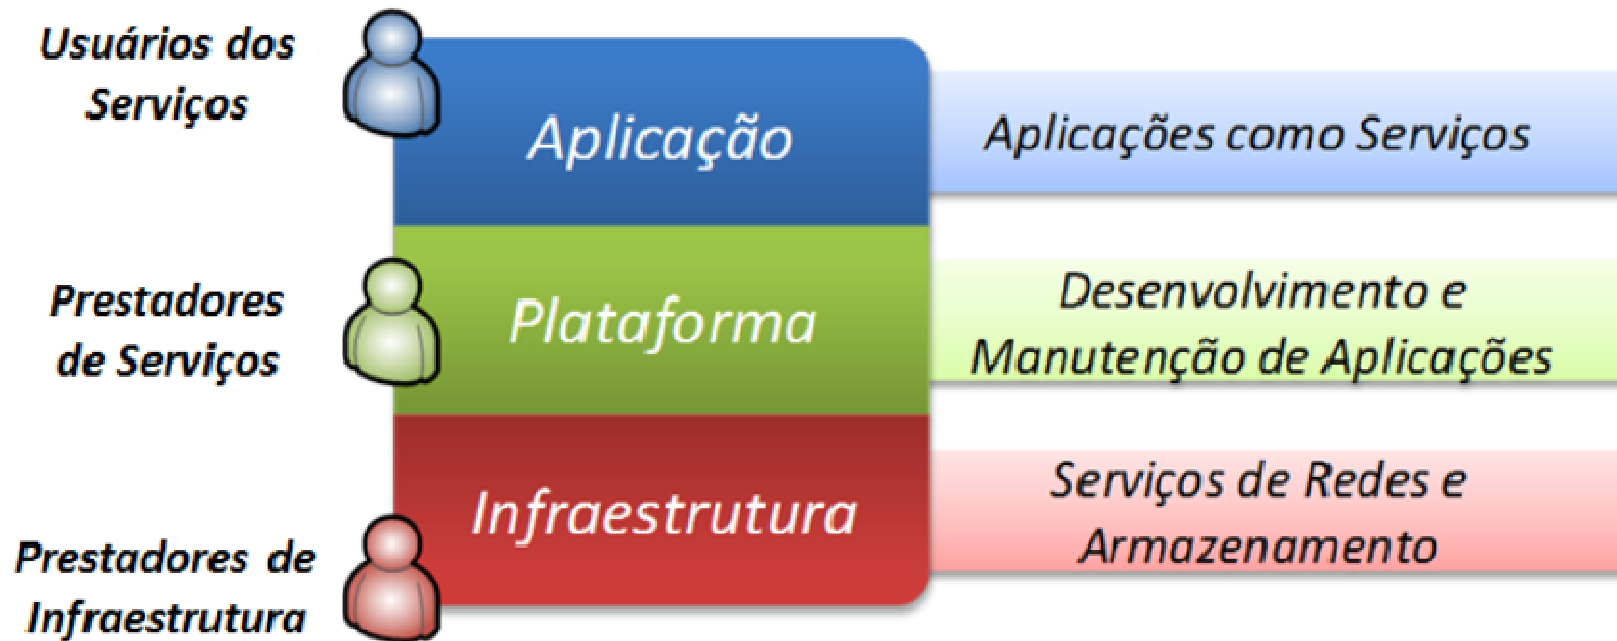 Usuários dos
Serviços
Aplicação
Aplicações como Serviços
Prestadores
de Serviços
Plataforma
Desenvolvimento e
Manutenção de Aplicações
Prestadores de
Infraestrutura
Infraestrutura
Serviços de Redes e
Armazenamento